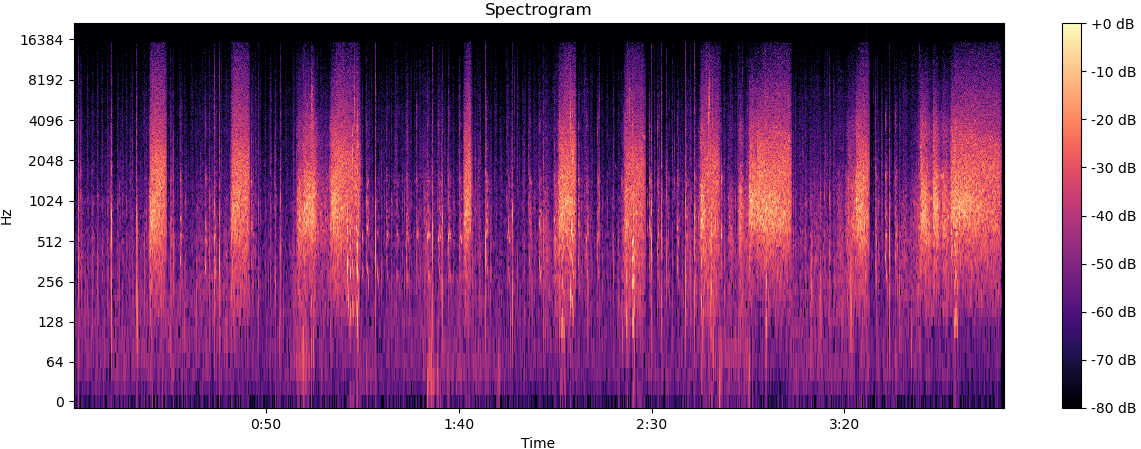 Spectrogram
16384
8192
4096
2048
1024
512
256
128
64
0
Hz
0:50 1:40 2:30 3:20
Time
+0 dB
-10 dB
-20 dB
-30 dB
-40 dB
-50 dB
-60 dB
-70 dB
-80 dB